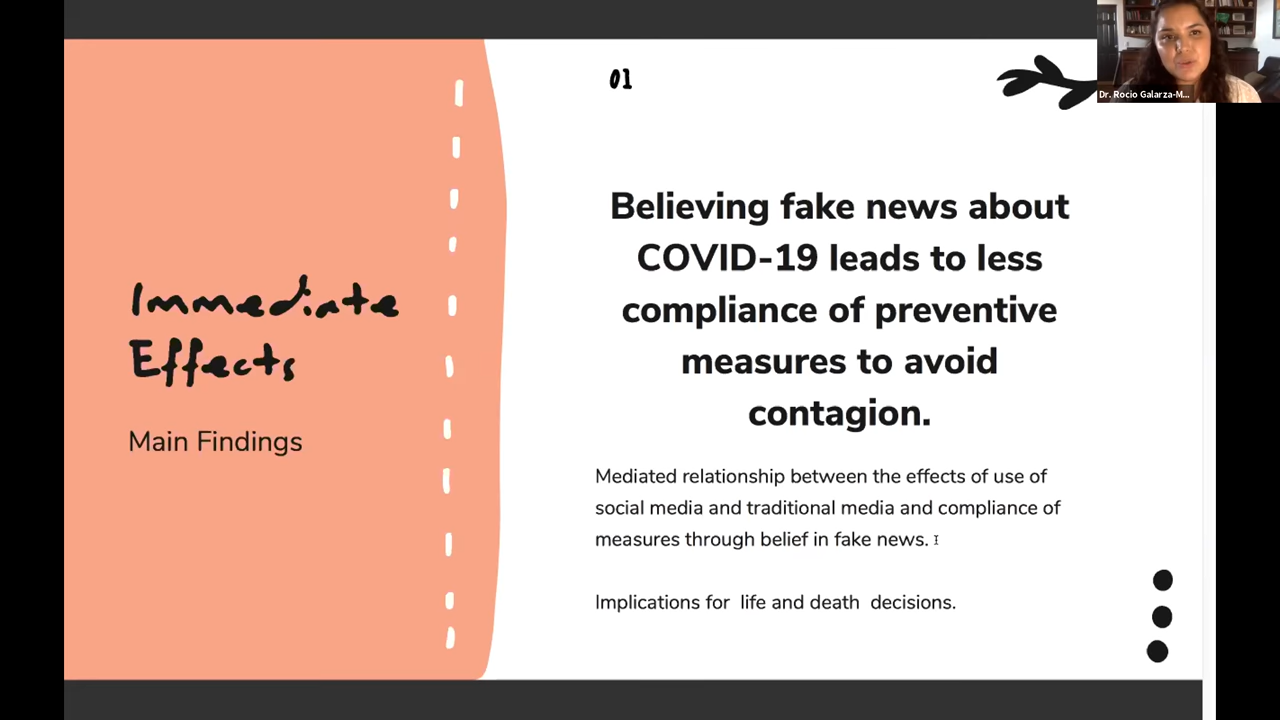 01
Dr. Rocio Galarza-M...
Immediate
Effects
Main Findings
Believing fake news about
COVID-19 leads to less
compliance of preventive
measures to avoid
contagion.
Mediated relationship between the effects of use of
social media and traditional media and compliance of
measures through belief in fake news.
Implications for life and death decisions.